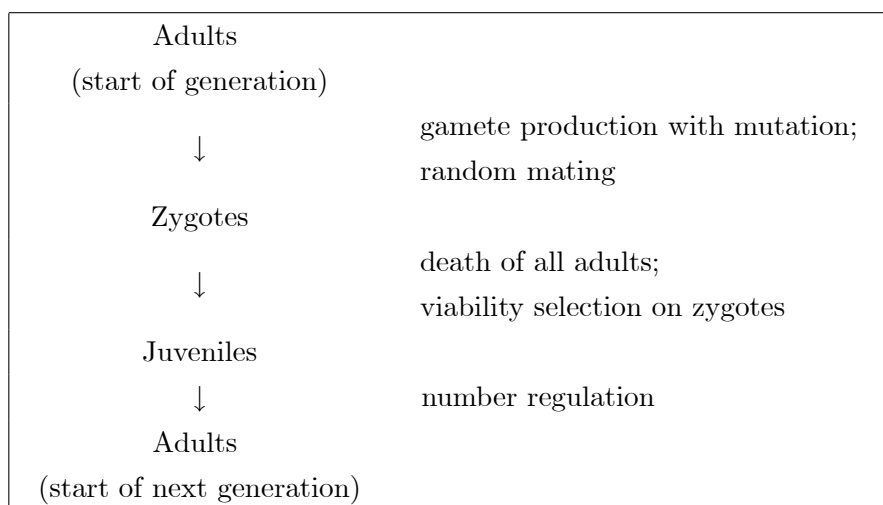 Adults
(start of generation)
↓
gamete production with mutation;
random mating
Zygotes
↓
death of all adults;
viability selection on zygotes
Juveniles
↓ number regulation
Adults
(start of next generation)